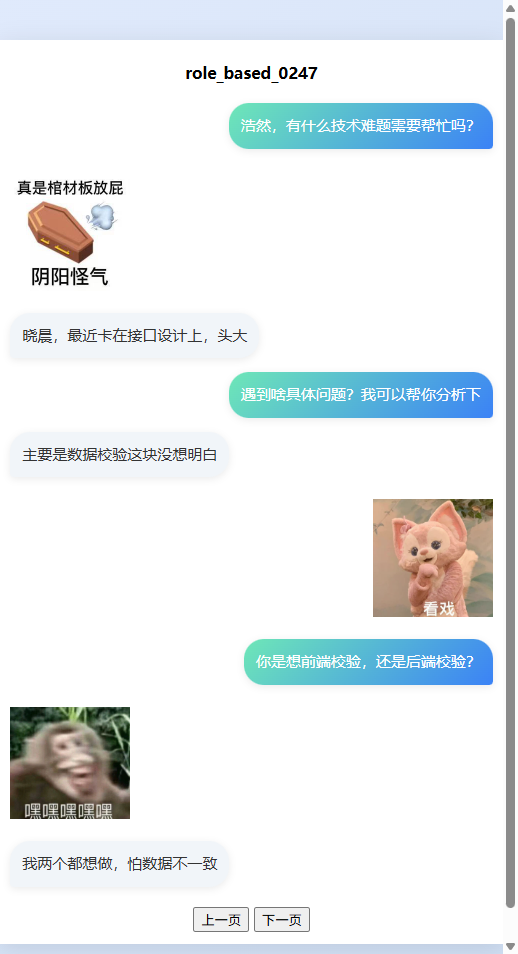 role_based_0247
浩然，有什么技术难题需要帮忙吗？
真是棺材板放屁
阴阳怪气
晓晨，最近卡在接口设计上，头大
遇到啥具体问题？我可以帮你分析下
主要是数据校验这块没想明白
看戏
你是想前端校验，还是后端校验？
嘿嘿嘿嘿嘿
我两个都想做，怕数据不一致
上一页 下一页